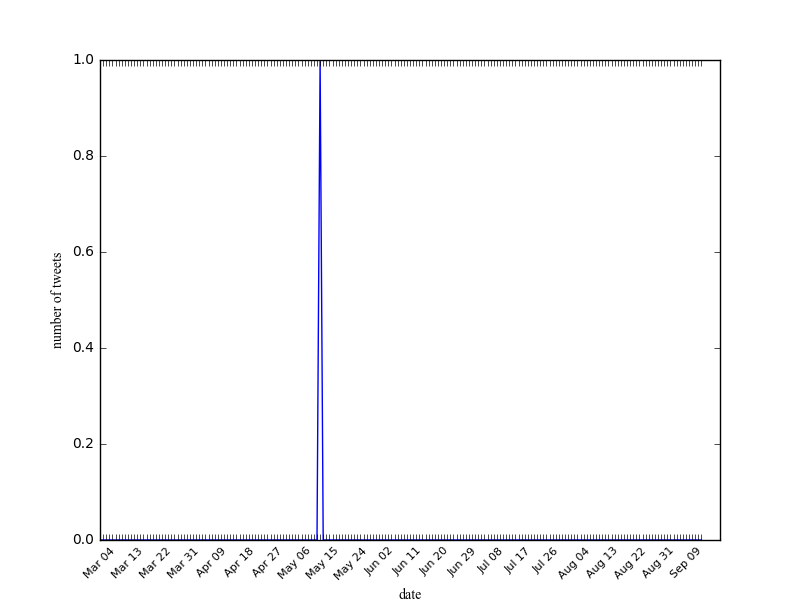 1.0
0.8
0.6
0.4
0.2
0.0
number of tweets
Mar 04
Mar 13
Mar 22
Mar 31
Apr 09
Apr 18
Apr 27
May 06
May 15
May 24
Jun 02
Jun 11
Jun 20
Jun 29
Jul 08
Jul 17
Jul 26
Aug 04
Aug 13
Aug 22
Aug 31
Sep 09
date